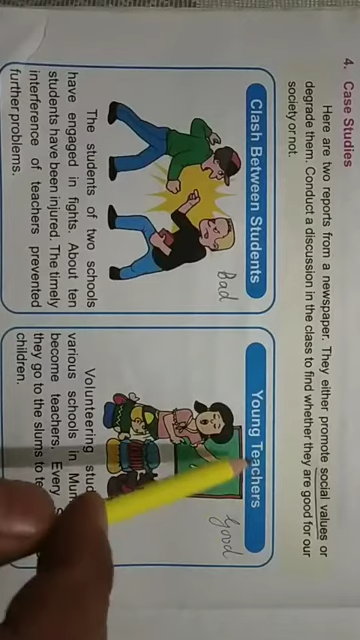 4. Case Studies
Here are two reports from a newspaper. They either promote social values or
degrade them. Conduct a discussion in the class to find whether they are good for our
society or not.
Clash Between Students
Bad
The students of two schools
have engaged in fights. About ten
students have been injured. The timely
interference of teachers prevented
further problems.
Young Teachers
Good
Volunteering
various schools in
become teachers. Every
they go to the slums to
children.